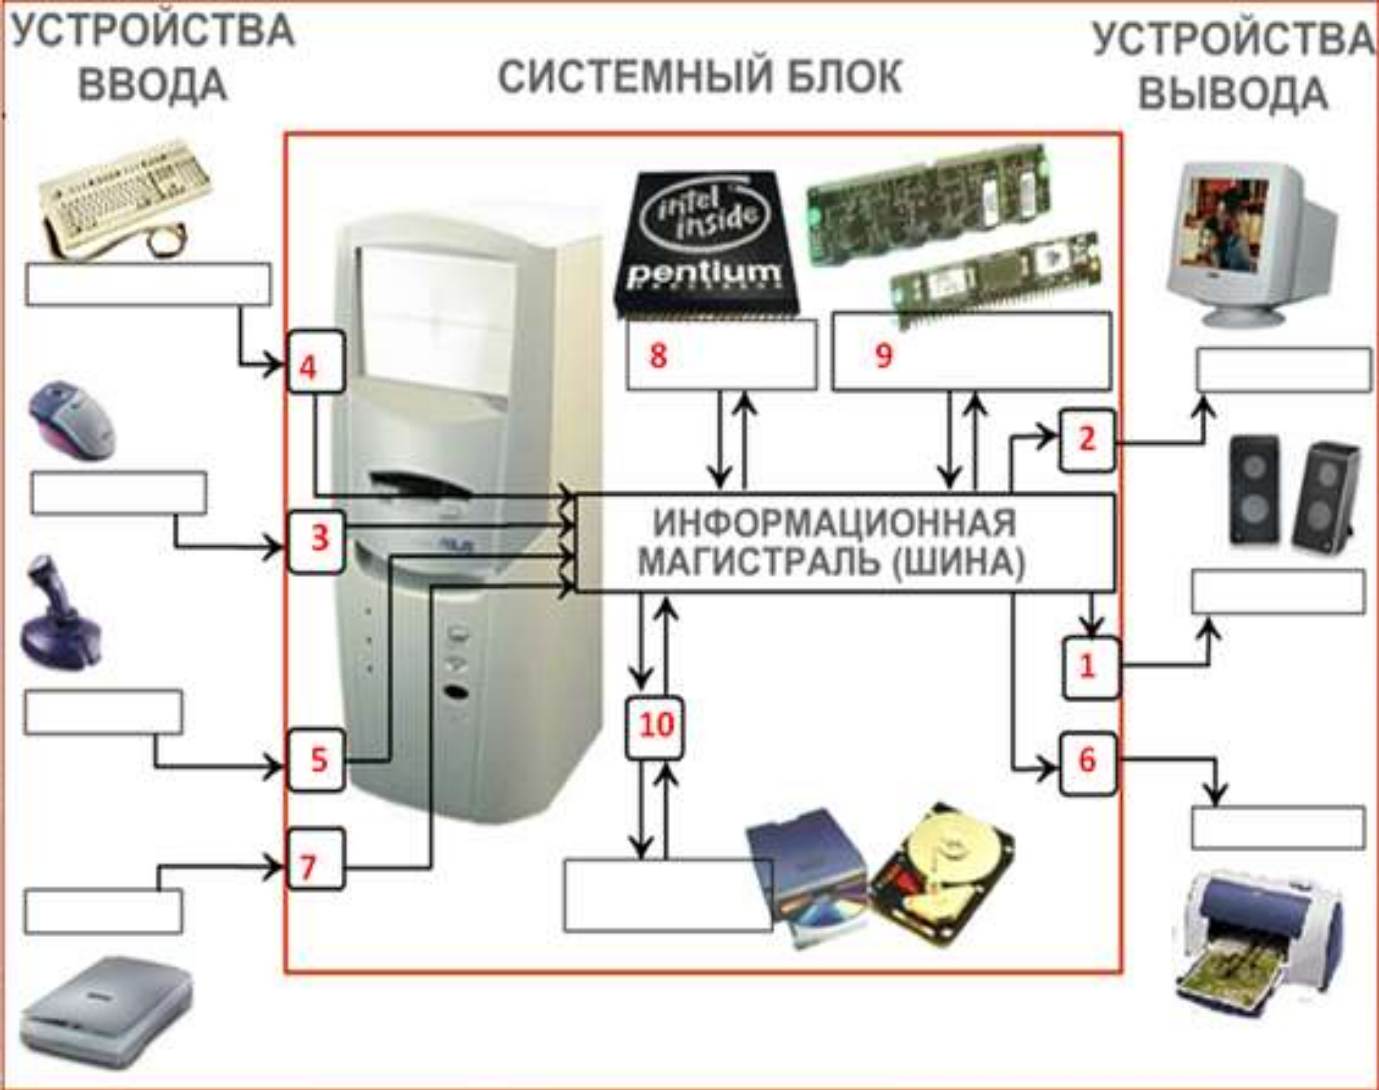 УСТРОЙСТВА
ВВОДА
СИСТЕМНЫЙ БЛОК
УСТРОЙСТВА
ВЫВОДА
intel
inside
pentium
8
9
4
2
3
ИНФОРМАЦИОННАЯ
МАГИСТРАЛЬ (ШИНА)
1
10
5
6
7